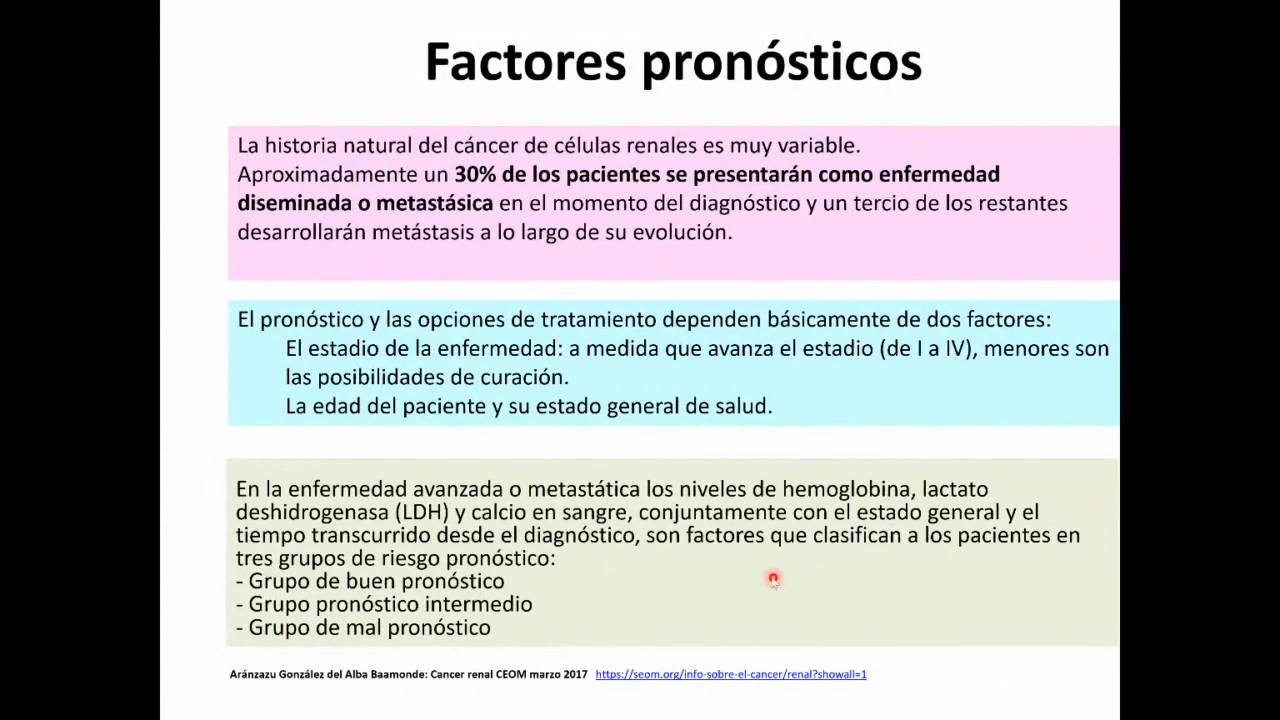 Factores pronósticos
La historia natural del cáncer de células renales es muy variable.
Aproximadamente un 30% de los pacientes se presentarán como enfermedad
diseminada o metastásica en el momento del diagnóstico y un tercio de los restantes
desarrollarán metástasis a lo largo de su evolución.
El pronóstico y las opciones de tratamiento dependen básicamente de dos factores:
El estadio de la enfermedad: a medida que avanza el estadio (de I a IV), menores son
las posibilidades de curación.
La edad del paciente y su estado general de salud.
En la enfermedad avanzada o metastática los niveles de hemoglobina, lactato
deshidrogenasa (LDH) y calcio en sangre, conjuntamente con el estado general y el
tiempo transcurrido desde el diagnóstico, son factores que clasifican a los pacientes en
tres grupos de riesgo pronóstico:
- Grupo de buen pronóstico
- Grupo pronóstico intermedio
- Grupo de mal pronóstico
Aránzazu González del Alba Baamonde: Cancer renal CEOM marzo 2017 https://seom.org/info-sobre-el-cancer/renal?showall=1